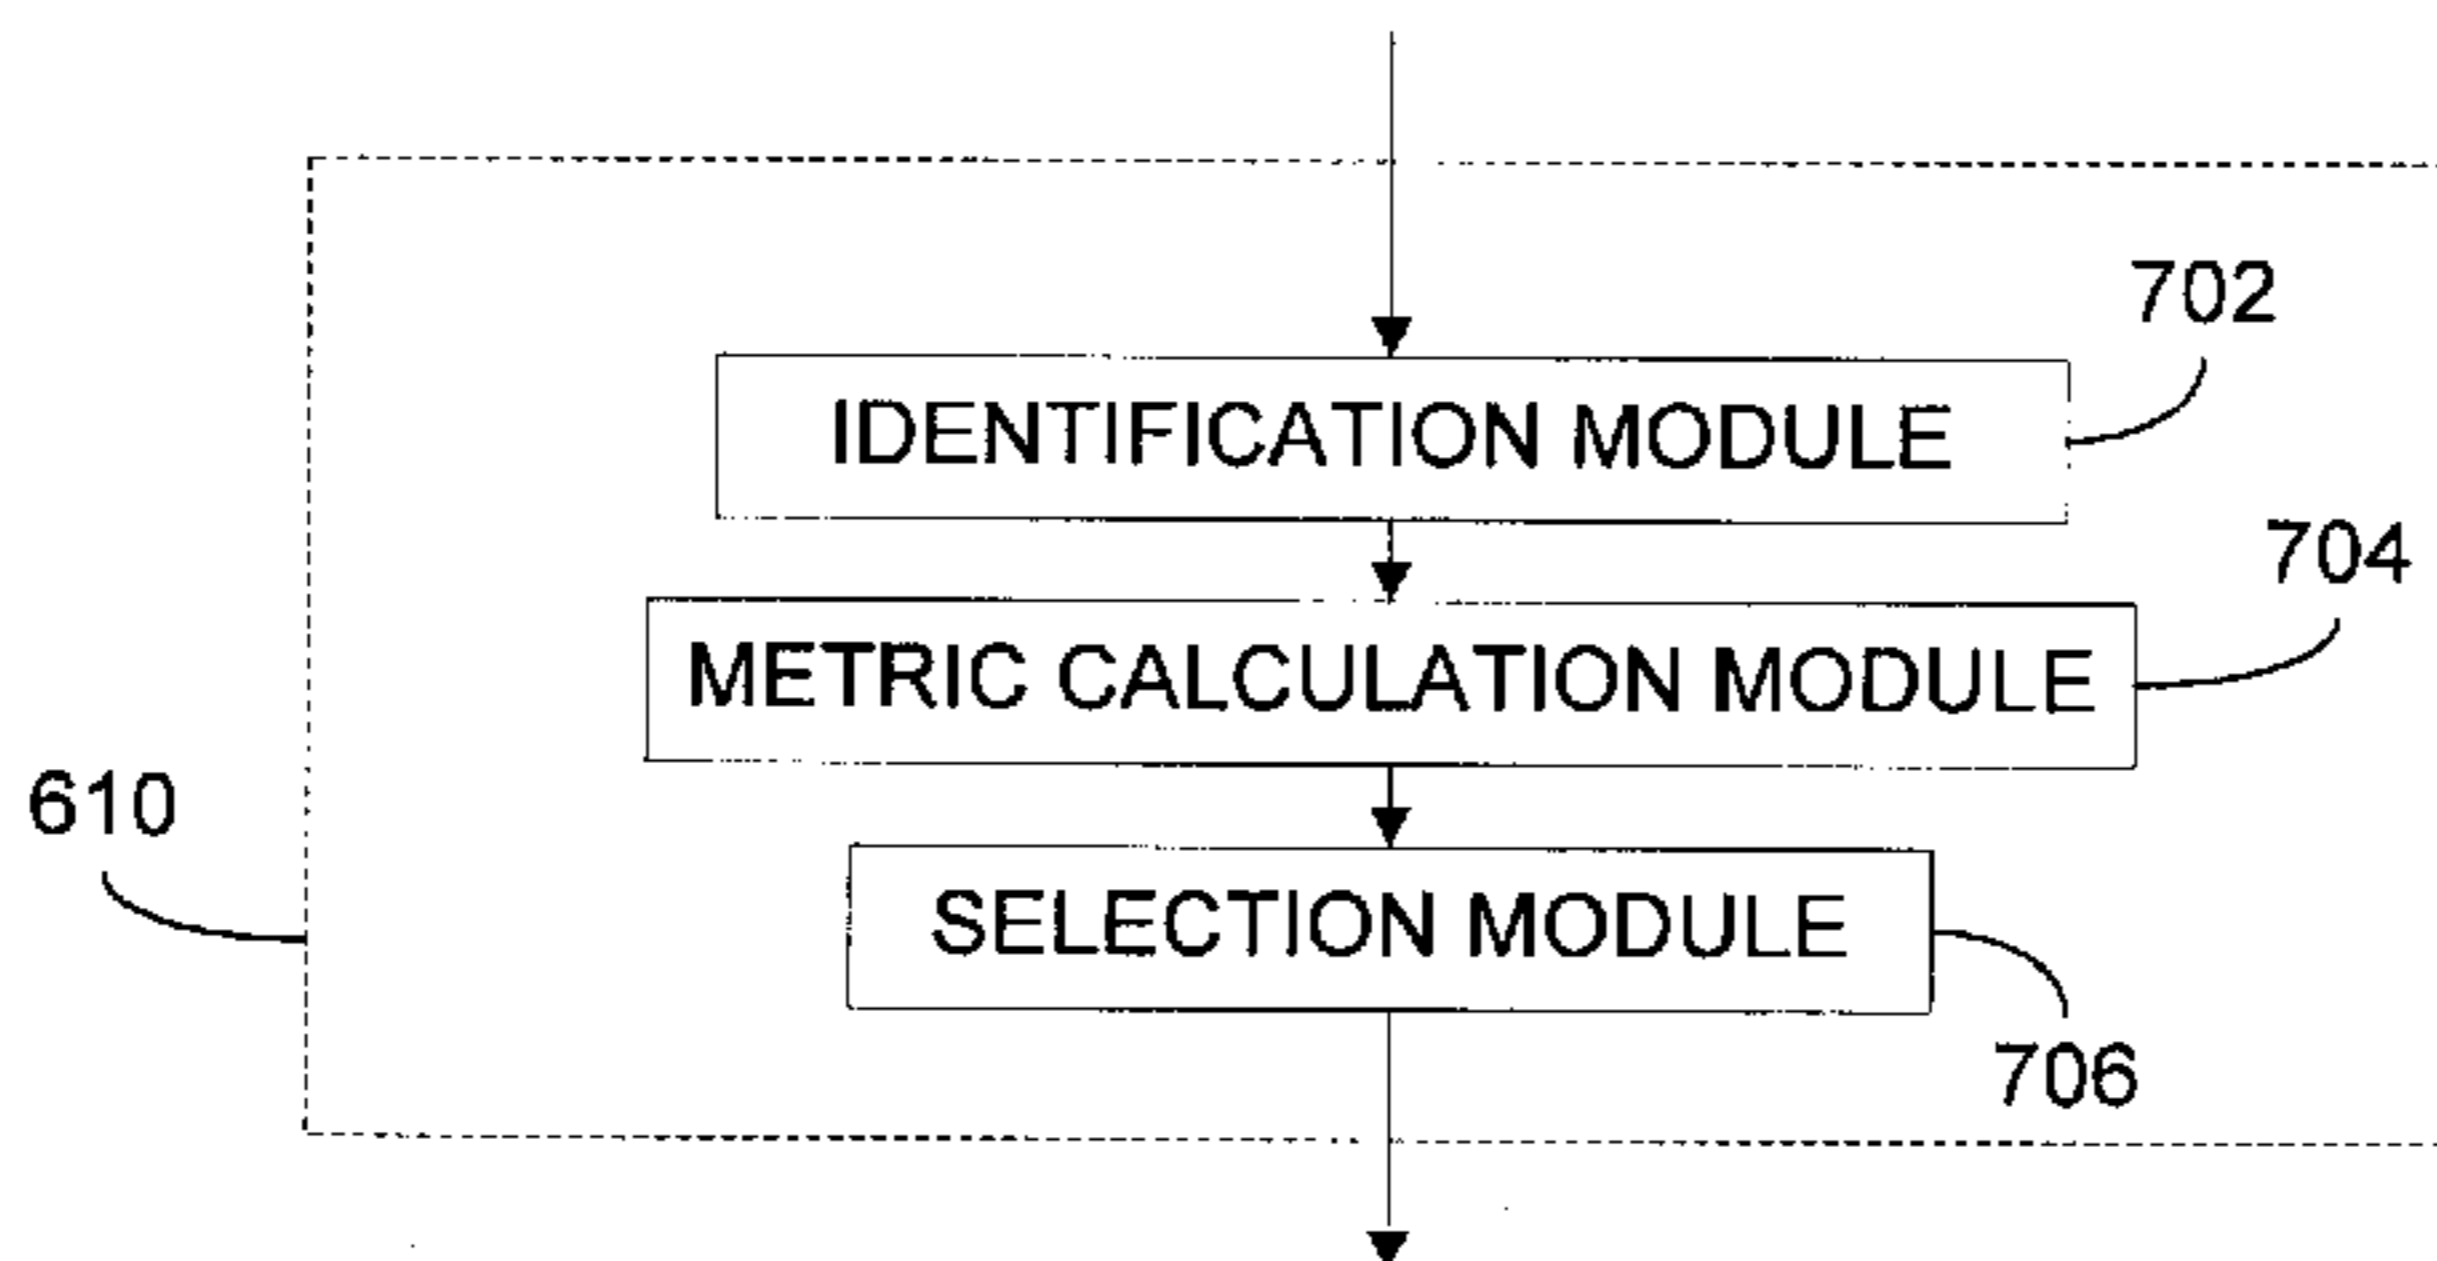 702
IDENTIFICATION MODULE
704
METRIC CALCULATION MODULE
610
SELECTION MODULE
706